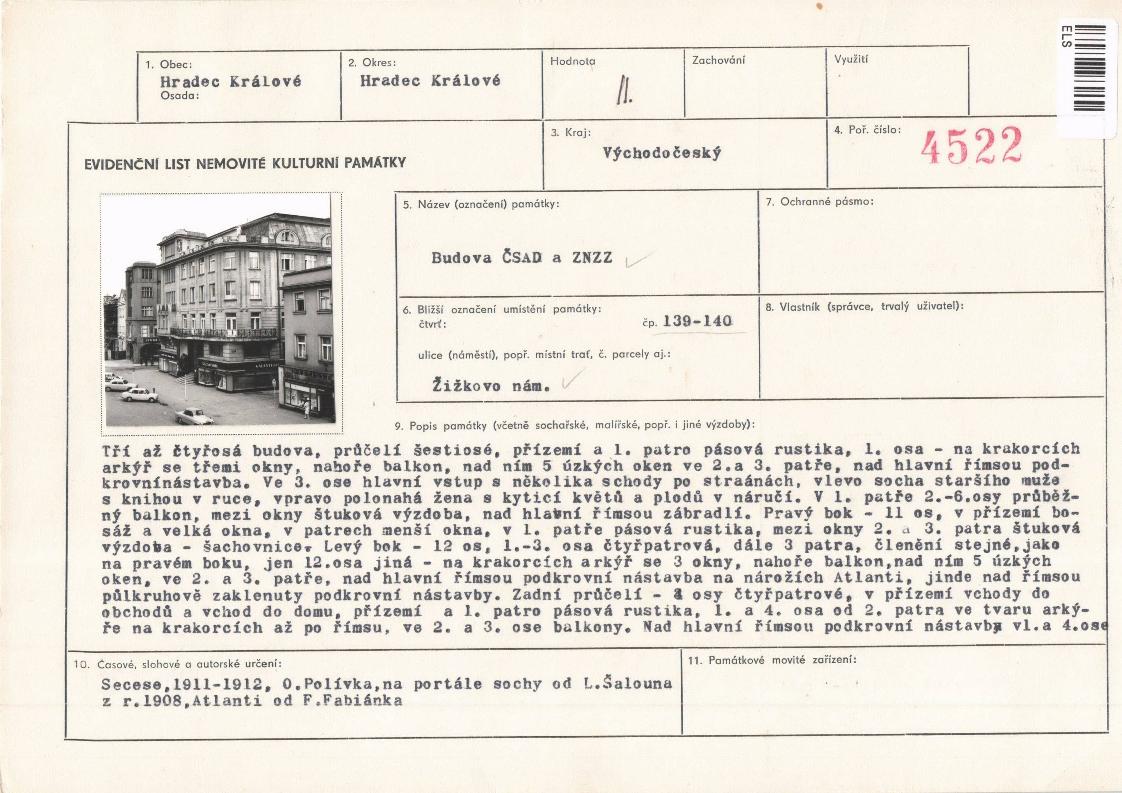 ELS
1. Obec:
Hradec Králové
Osada:
2. Okres:
Hradec Králové
Hodnota
II.
Zachování
Využití
3. Kraj:
Východočeský
4. Poř. číslo:
4522
EVIDENČNÍ LIST NEMOVITÉ KULTURNÍ PAMÁTKY
5. Název (označení) památky:
Budova ČSAD a ZNZZ
7. Ochranné pásmo:
6. Bližší označení umístění památky:
čtvrť:
čp. 139-140
ulice (náměstí), popř. místní trať, č. parcely aj.:
Žižkovo nám.
8. Vlastník (správce, trvalý uživatel):
9. Popis památky (včetně sochařské, malířské, popř. i jiné výzdoby):
Tří až čtyřosá budova, průčelí šestiosé, přízemí a 1. patro pásová rustika, 1. osa - na krakorcích
arkýř se třemi okny, nahoře balkon, nad ním 5 úzkých oken ve 2.a 3. patře, nad hlavní římsou pod-
krovnínástavba. Ve 3. ose hlavní vstup s několika schody po straánách, vlevo socha staršího muže
s knihou v ruce, vpravo polonahá žena s kyticí květů a plodů v náručí. V 1. patře 2.-6.osy průběž-
ný balkon, mezi okny štuková výzdoba, nad hlavní římsou zábradlí. Pravý bok - 11 os, v přízemí bo-
sáž a velká okna, v patrech menší okna, v 1. patře pásová rustika, mezi okny 2. a 3. patra štuková
výzdoba - šachovnice. Levý bok - 12 os, 1.-3. osa čtyřpatrová, dále 3 patra, členění stejné,jako
na pravém boku, jen 12.osa jiná - na krakorcích arkýř se 3 okny, nahoře balkon,nad ním 5 úzkých
oken, ve 2. a 3. patře, nad hlavní římsou podkrovní nástavba na nárožích Atlanti, jinde nad římsou
půlkruhově zaklenuty podkrovní nástavby. Zadní průčelí - 4 osy čtyřpatrové, v přízemí vchody do
obchodů a vchod do domu, přízemí a 1. patro pásová rustika, 1. a 4. osa od 2. patra ve tvaru arký-
ře na krakorcích až po římsu, ve 2. a 3. ose balkony. Nad hlavní římsou podkrovní nástavby v1.a 4.ose
10. Časové, slohové a autorské určení:
Secese,1911-1912, O.Polívka,na portále sochy od L.Šalouna
z r.1908,Atlanti od F.Fabiánka
11. Památkové movité zařízení: